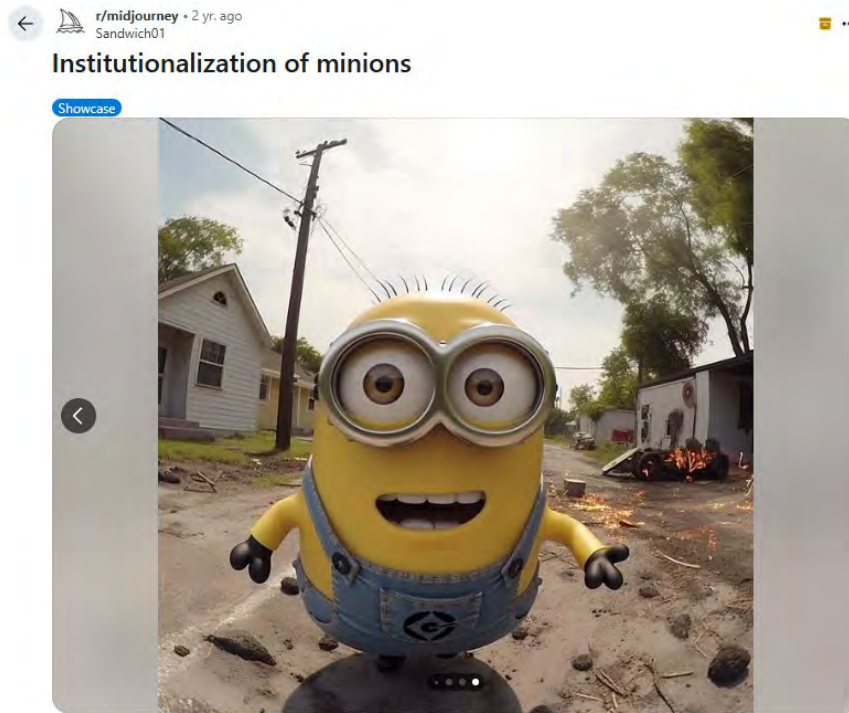 r/midjourney • 2 yr. ago
Sandwich01
Institutionalization of minions
Showcase